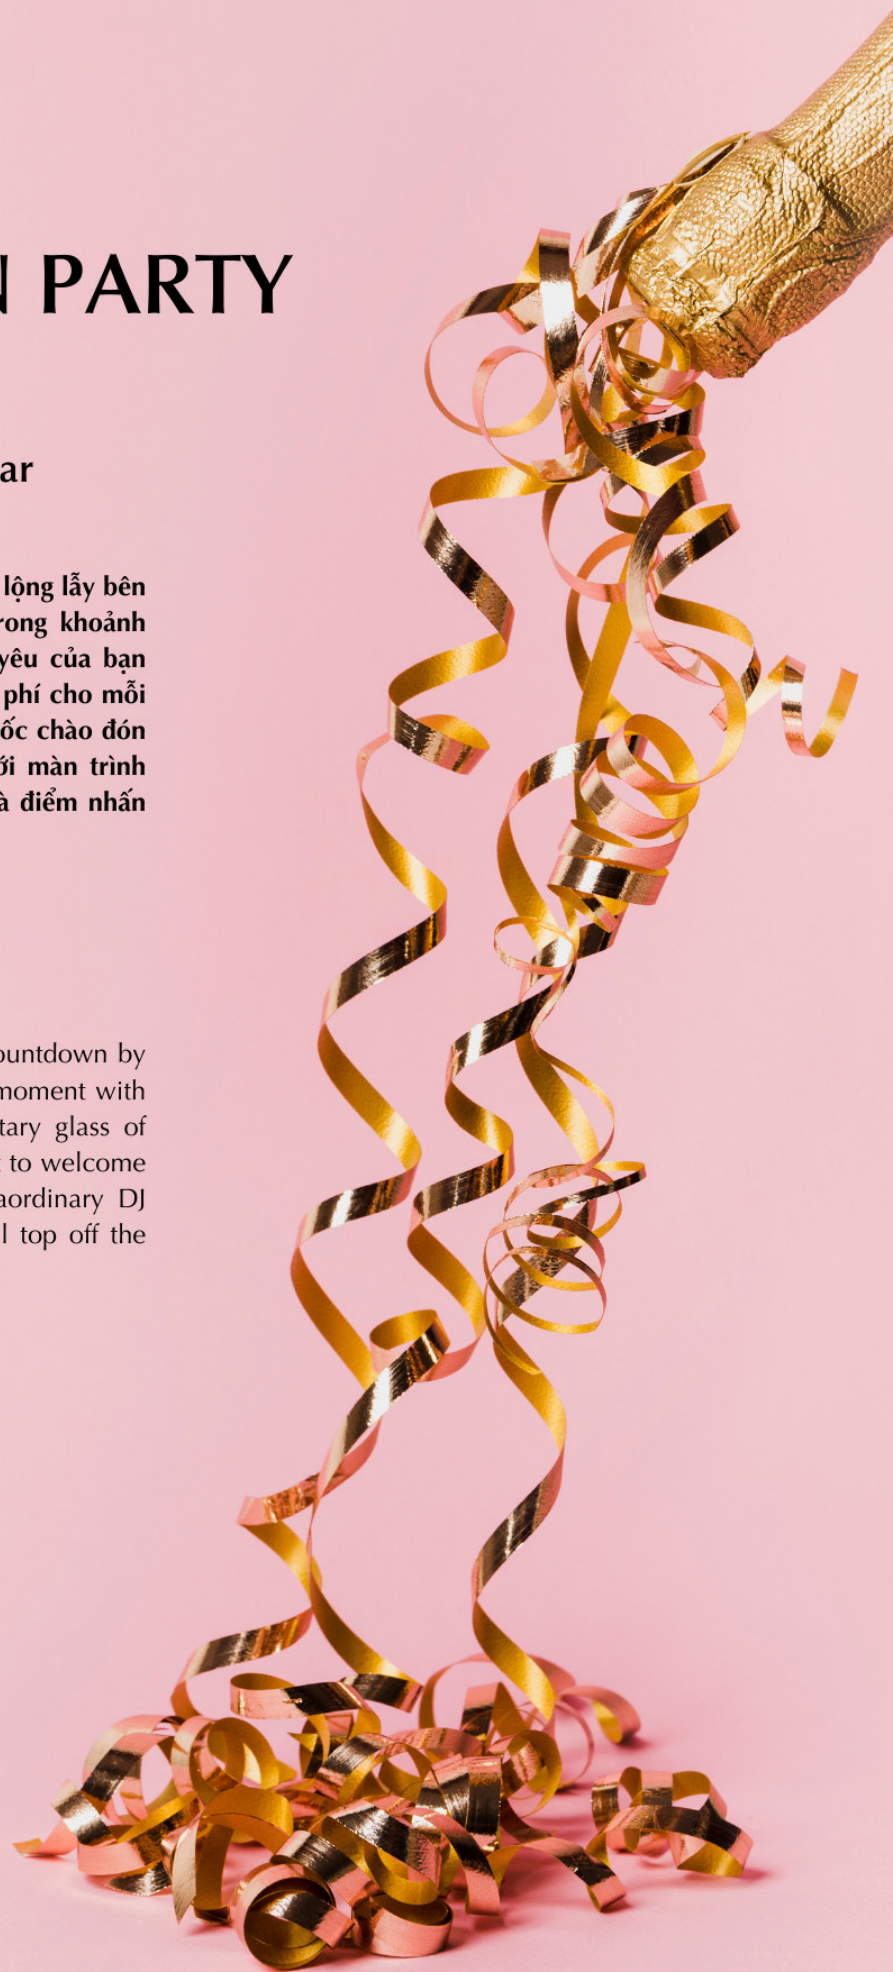 N PARTY
ar
lộng lẫy bên
rong khoảnh
yêu của bạn
phí cho mỗi
ốc chào đón
ới màn trình
à điểm nhấn
ountdown by
moment with
tary glass of
t to welcome
aordinary DJ
l top off the